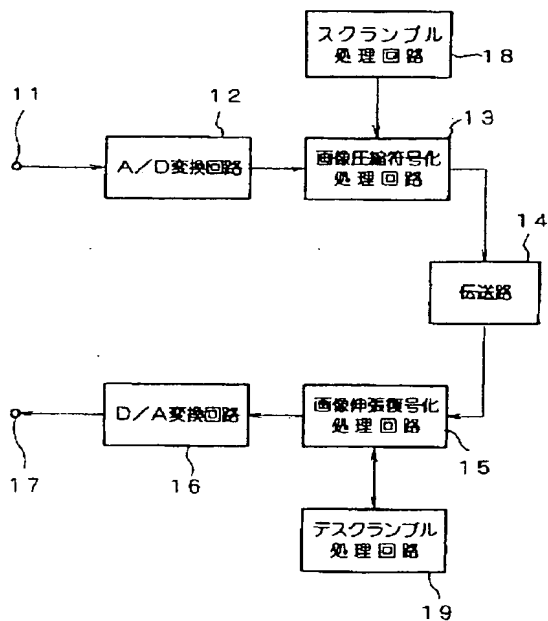 スクランブル
処理回路
18
11
12
13
A/D変換回路
画像圧縮符号化
処理回路
14
伝送路
D/A変換回路
画像伸張復号化
処理回路
15
17
16
デスクランブル
処理回路
19